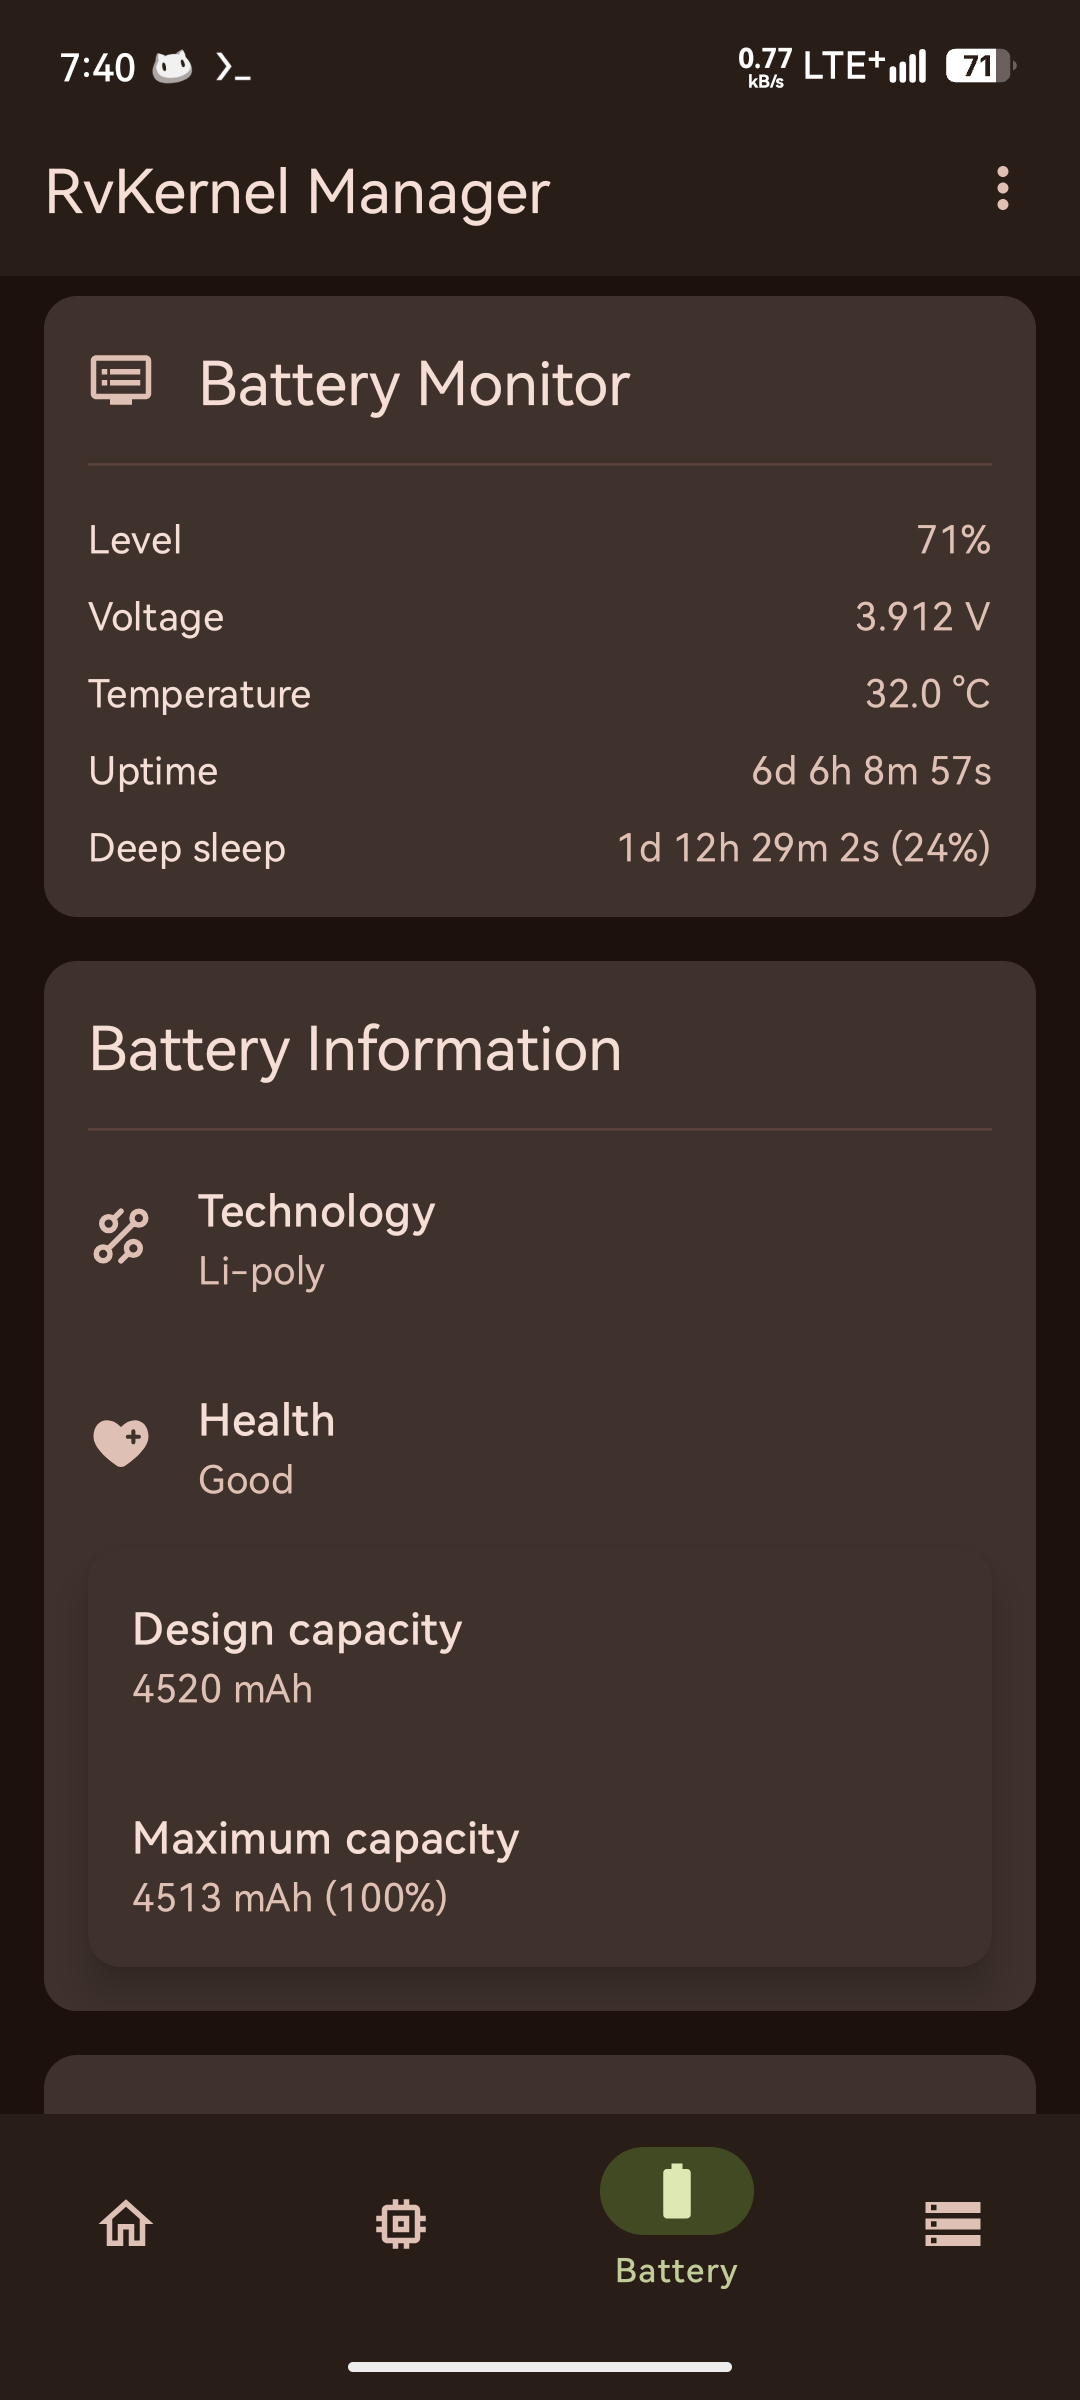 7:40
0.77 kB/s LTE+ 71
RvKernel Manager
Battery Monitor
Level 71%
Voltage 3.912 V
Temperature 32.0 °C
Uptime 6d 6h 8m 57s
Deep sleep 1d 12h 29m 2s (24%)
Battery Information
Technology
Li-poly
Health
Good
Design capacity
4520 mAh
Maximum capacity
4513 mAh (100%)
Battery